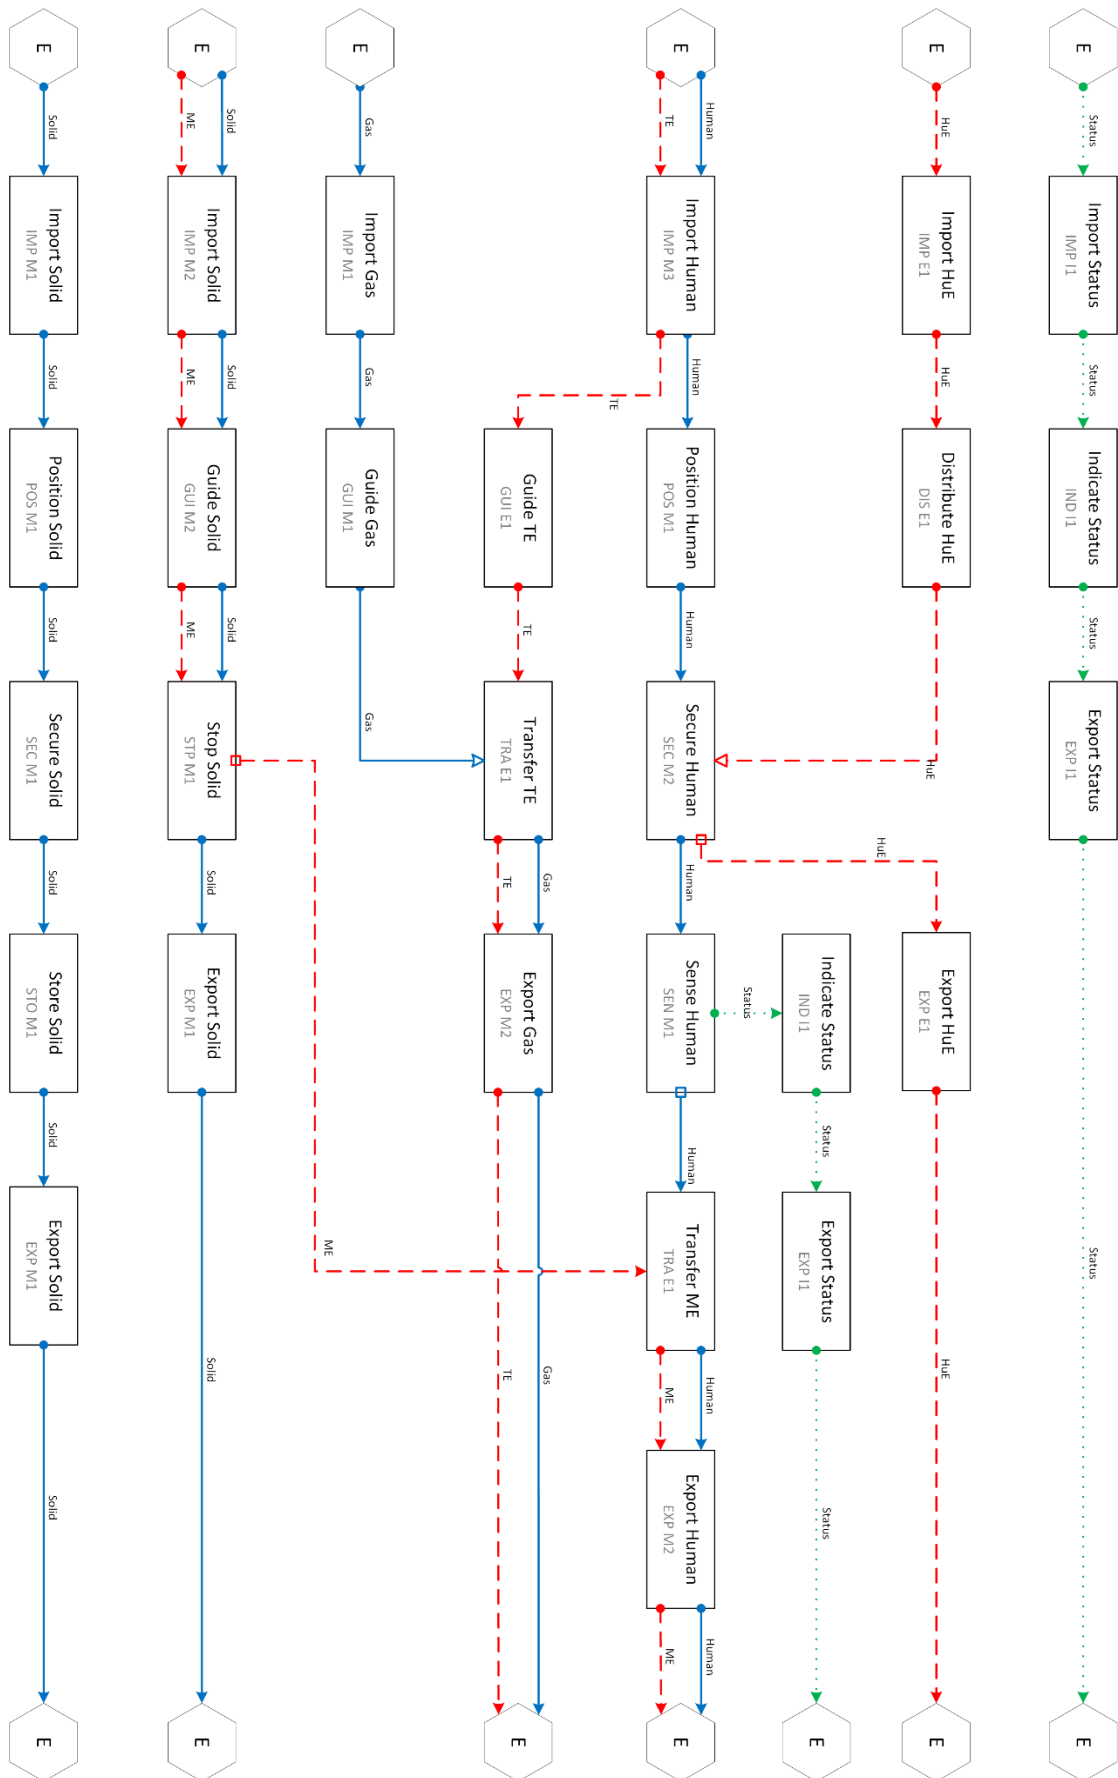 E
Status
Import Status
IMP I1
Status
Indicate Status
IND I1
Status
Export Status
EXP I1
Status
E
E
HuE
Import HuE
IMP E1
HuE
Distribute HuE
DIS E1
HuE
HuE
Export HuE
EXP E1
HuE
E
Status
Indicate Status
IND I1
Status
Export Status
EXP I1
Status
E
E
Human
TE
Import Human
IMP M3
Human
TE
Position Human
POS M1
Human
Secure Human
SEC M2
Human
Sense Human
SEN M1
Human
Transfer ME
TRA E1
Human
ME
Export Human
EXP M2
Human
ME
E
Guide TE
GUI E1
TE
Transfer TE
TRA E1
Gas
TE
Export Gas
EXP M2
Gas
TE
E
E
Gas
Import Gas
IMP M1
Gas
Guide Gas
GUI M1
Gas
ME
E
Solid
ME
Import Solid
IMP M2
Solid
ME
Guide Solid
GUI M2
Solid
ME
Stop Solid
STP M1
Solid
Export Solid
EXP M1
Solid
E
E
Solid
Import Solid
IMP M1
Solid
Position Solid
POS M1
Solid
Secure Solid
SEC M1
Solid
Store Solid
STO M1
Solid
Export Solid
EXP M1
Solid
E